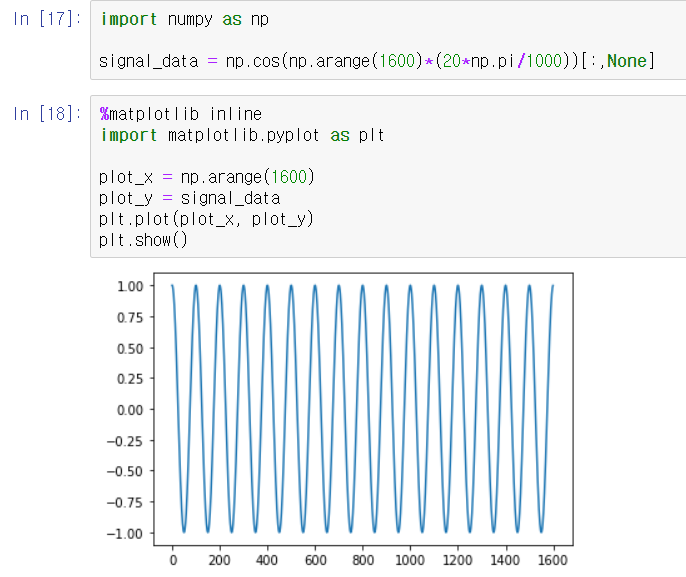 In [17]: import numpy as np
signal_data = np.cos(np.arange(1600)*(20*np.pi/1000))[:,None]
In [18]: %matplotlib inline
import matplotlib.pyplot as plt
plot_x = np.arange(1600)
plot_y = signal_data
plt.plot(plot_x, plot_y)
plt.show()
1.00
0.75
0.50
0.25
0.00
−0.25
−0.50
−0.75
−1.00
0 200 400 600 800 1000 1200 1400 1600